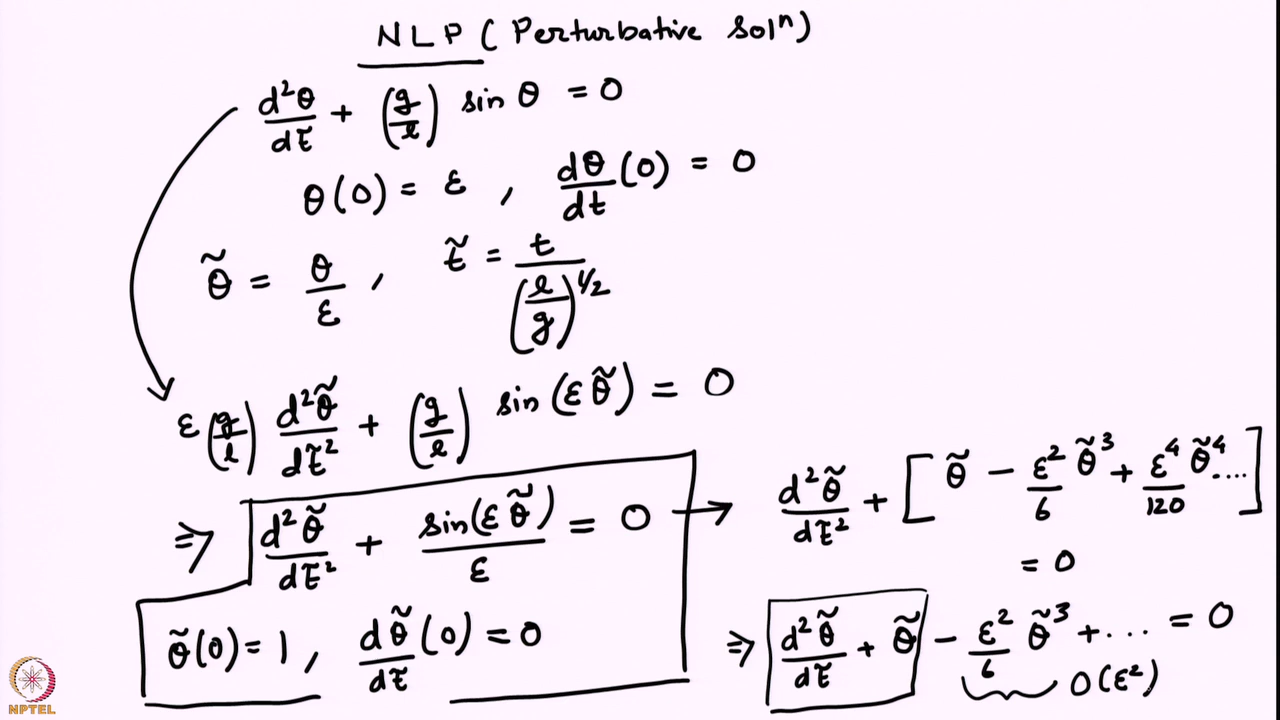 NLP (Perturbative Solⁿ)
d²θ/dt̃ + (g/l) sin θ = 0
θ(0) = ε , dθ/dt (0) = 0
θ̃ = θ/ε , t̃ = t/(l/g)^{1/2}
ε(g/l) d²θ̃/dt̃² + (g/l) sin(εθ̃) = 0
⇒ d²θ̃/dt̃² + sin(εθ̃)/ε = 0 → d²θ̃/dt̃² + [θ̃ − ε²/6 θ̃³ + ε⁴/120 θ̃⁴....]
= 0
θ̃(0) = 1 , dθ̃/dt̃ (0) = 0
⇒ d²θ̃/dt̃ + θ̃ − ε²/6 θ̃³ + ... = 0
O(ε²)
NPTEL